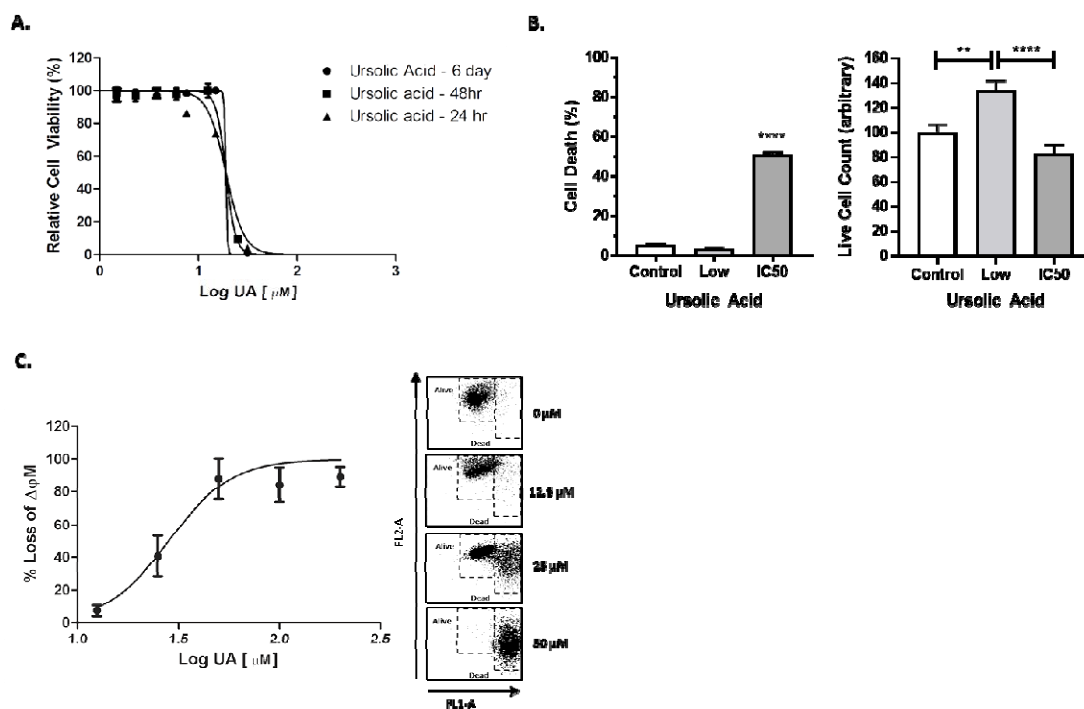 A.
120
100
80
60
40
20
0
Relative Cell Viability (%)
0 1 2 3
Log UA [ μM]
Ursolic Acid - 6 day
Ursolic acid - 48hr
Ursolic acid - 24 hr
B.
100
80
60
40
20
0
Cell Death (%)
****
Control Low IC50
Ursolic Acid
160
140
120
100
80
60
40
20
0
Live Cell Count (arbitrary)
** ****
Control Low IC50
Ursolic Acid
C.
120
100
80
60
40
20
0
% Loss of ΔφM
1.0 1.5 2.0 2.5
Log UA [ μM]
FL2-A
Alive
Dead
0 μM
Alive
Dead
Alive
Dead
25 μM
Alive
Dead
50 μM
FL1-A